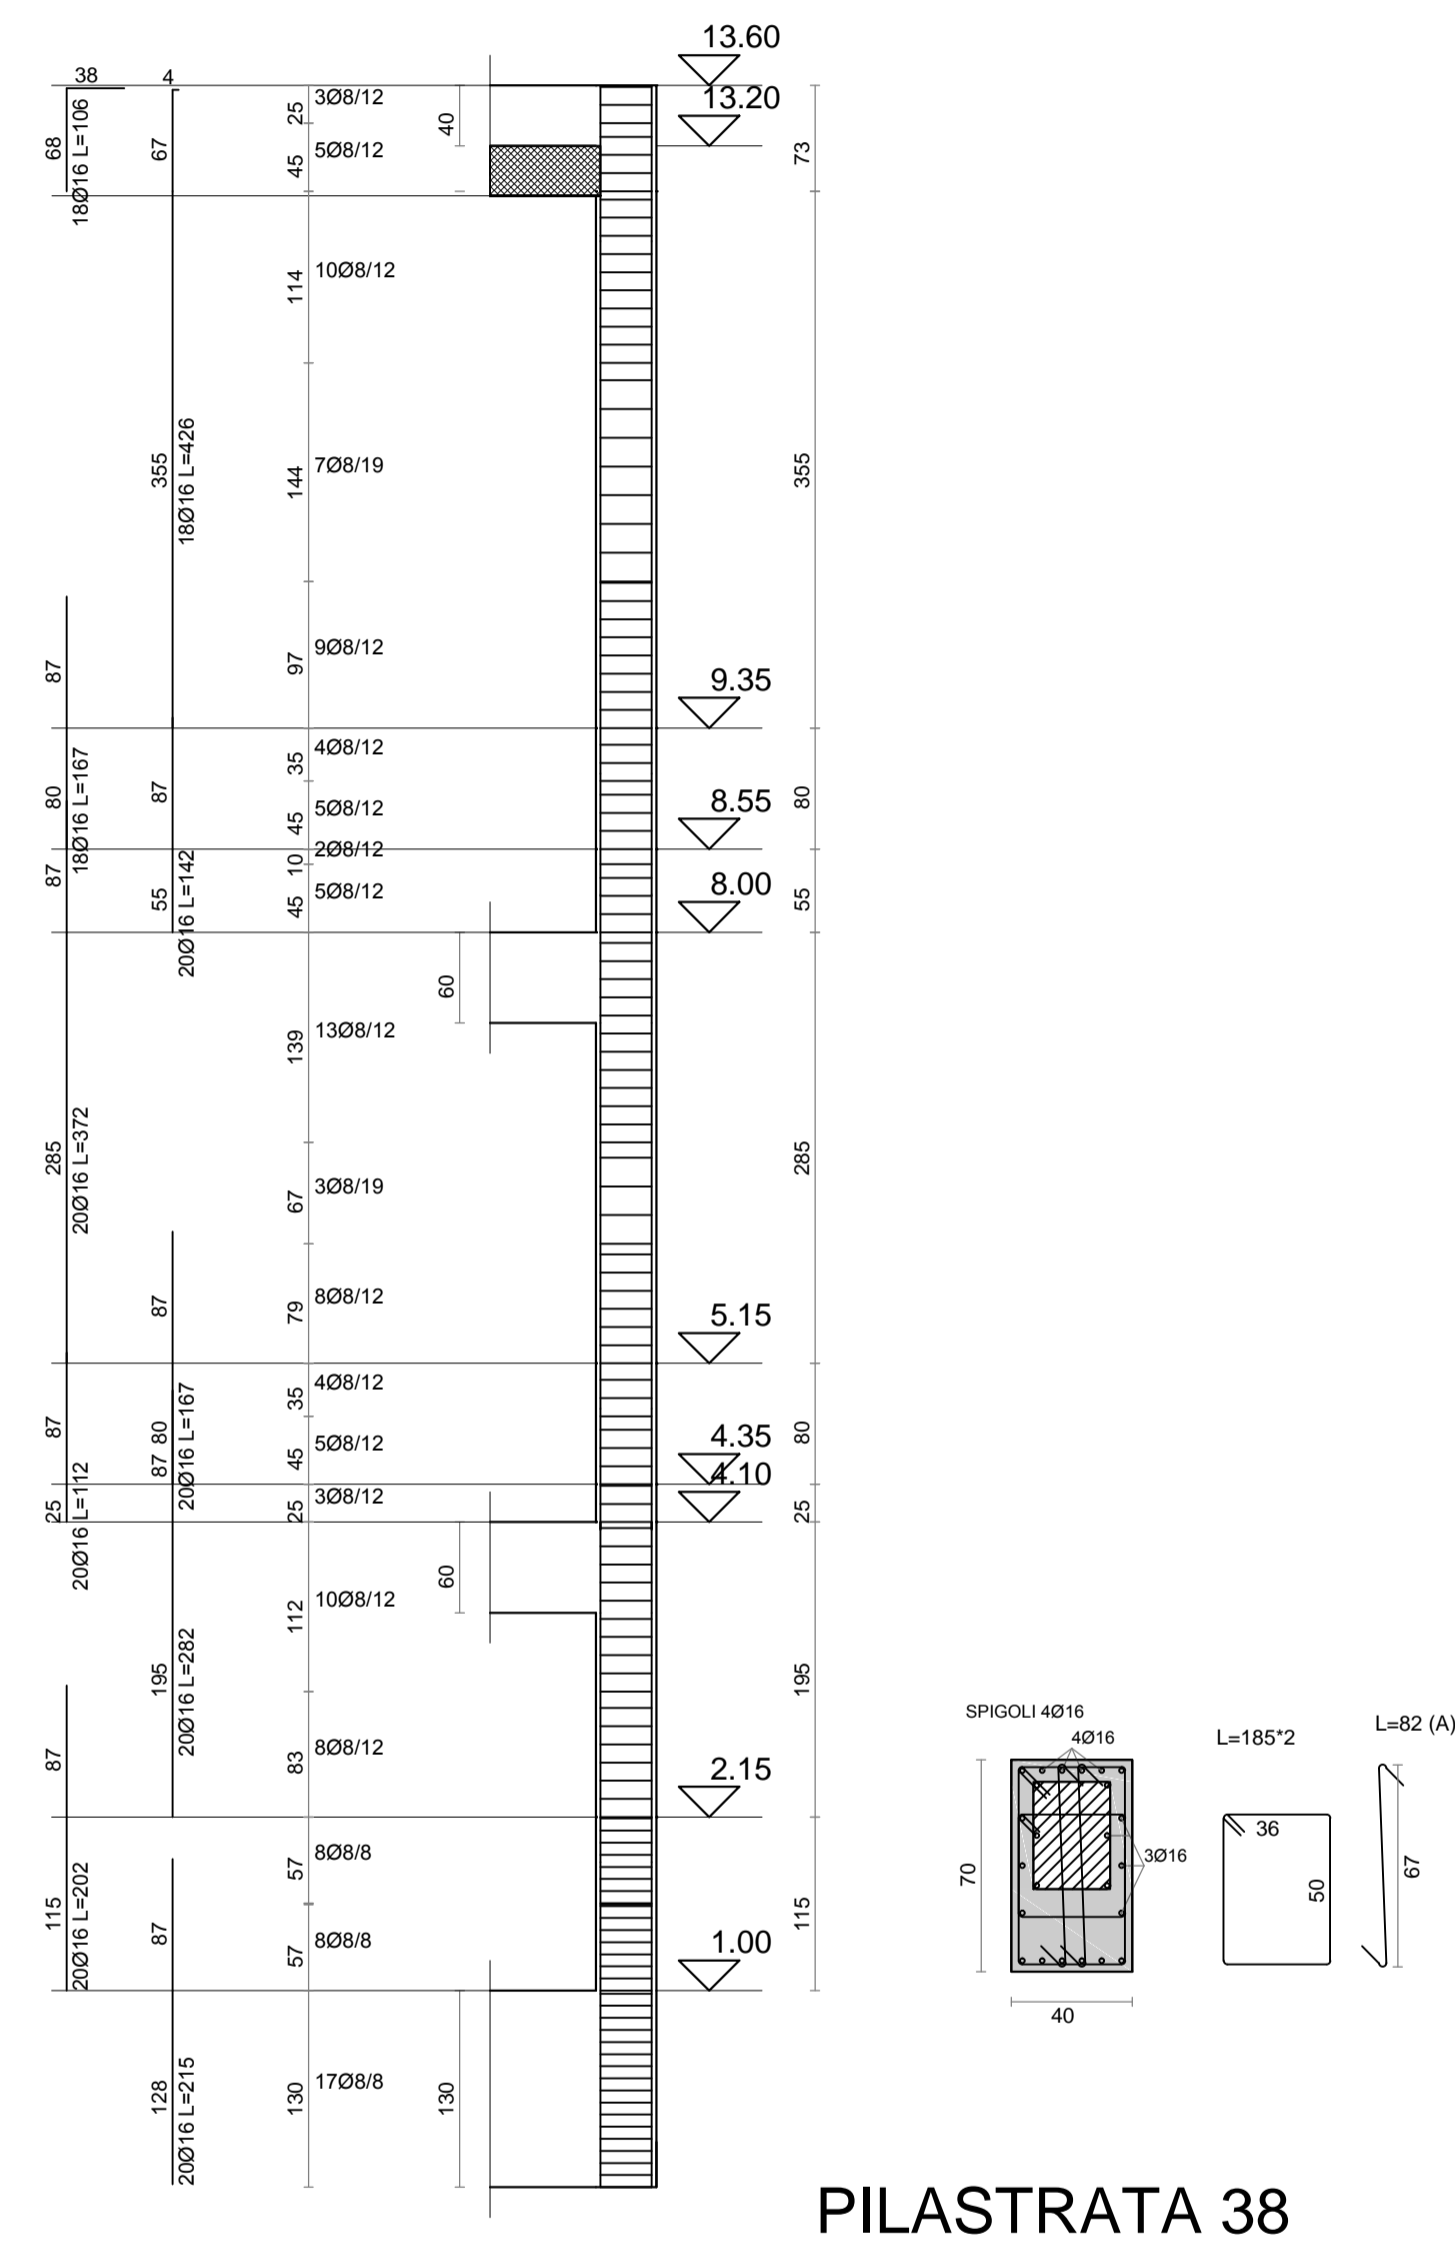 13.60
38
4
3Ø8/12
25
40
13.20
68
18Ø16 L=106
67
5Ø8/12
45
73
10Ø8/12
114
355
18Ø16 L=426
7Ø8/19
144
355
87
9Ø8/12
97
9.35
4Ø8/12
35
80
18Ø16 L=167
87
5Ø8/12
45
8.55
80
2Ø8/12
10
87
55
20Ø16 L=142
5Ø8/12
45
8.00
55
60
13Ø8/12
139
285
20Ø16 L=372
3Ø8/19
67
285
87
8Ø8/12
79
5.15
4Ø8/12
35
87
80
87
20Ø16 L=167
5Ø8/12
45
4.35
80
4.10
25
20Ø16 L=112
3Ø8/12
25
25
60
10Ø8/12
112
195
20Ø16 L=282
195
87
8Ø8/12
83
2.15
8Ø8/8
57
115
20Ø16 L=202
87
8Ø8/8
57
1.00
115
128
20Ø16 L=215
17Ø8/8
130
130
SPIGOLI 4Ø16
4Ø16
3Ø16
70
40
L=185*2
36
50
L=82 (A)
67
PILASTRATA 38